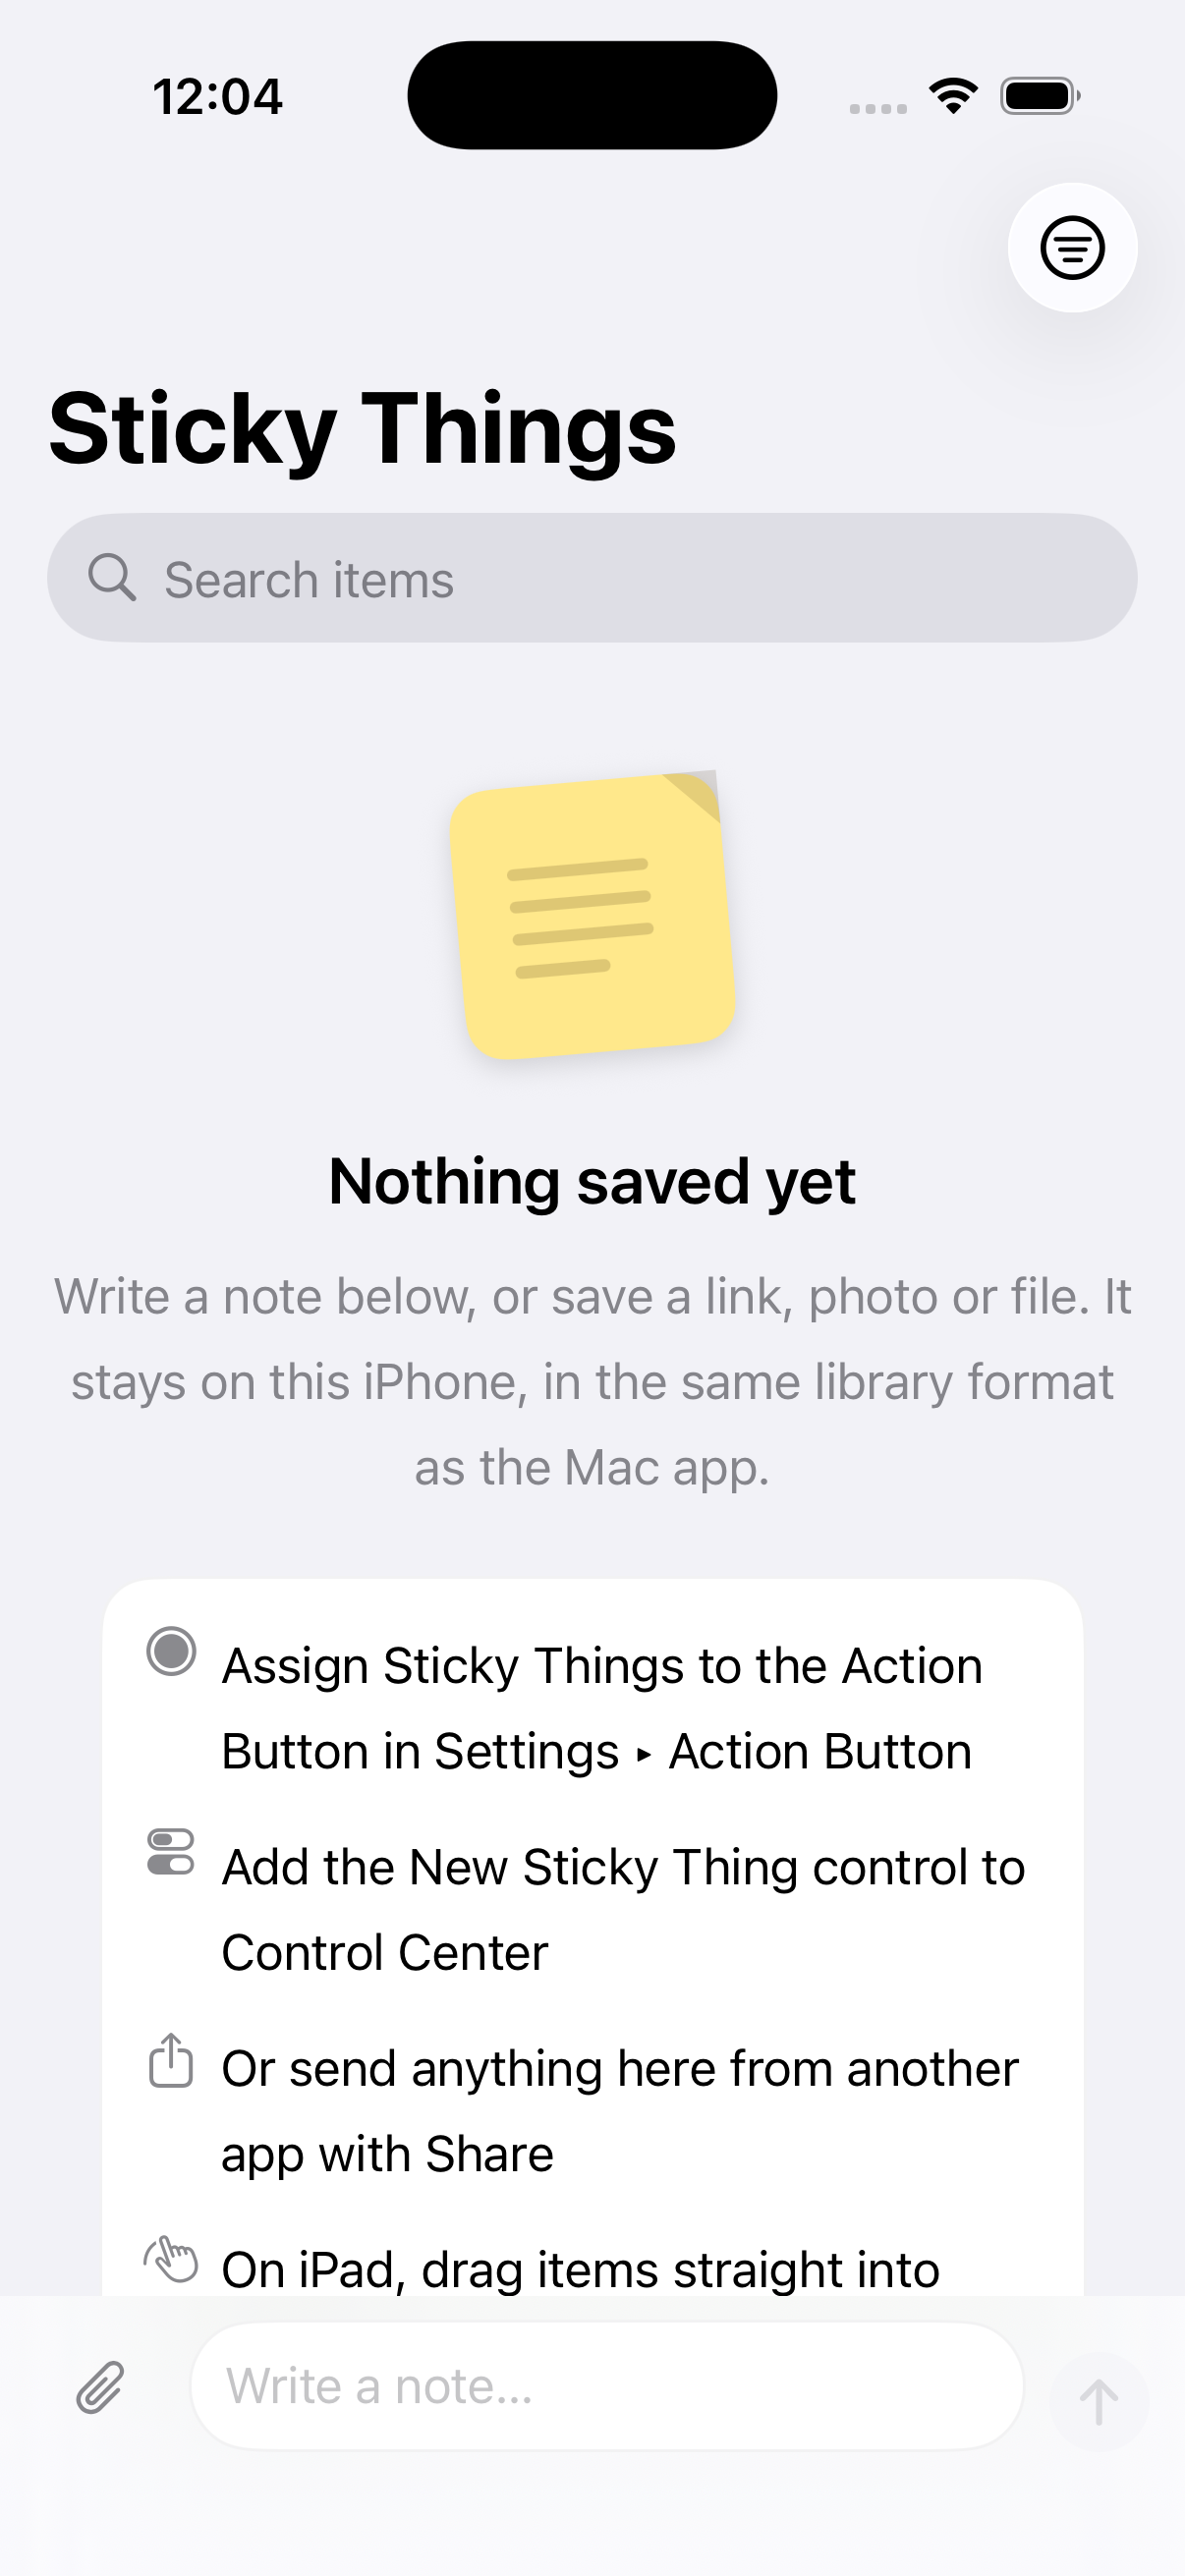 12:04
Sticky Things
Search items
Nothing saved yet
Write a note below, or save a link, photo or file. It
stays on this iPhone, in the same library format
as the Mac app.
Assign Sticky Things to the Action
Button in Settings ▸ Action Button
Add the New Sticky Thing control to
Control Center
Or send anything here from another
app with Share
On iPad, drag items straight into
Write a note...